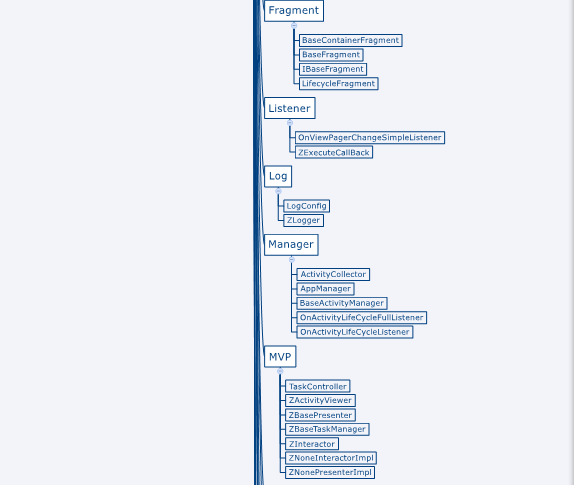 Fragment
BaseContainerFragment
BaseFragment
IBaseFragment
LifecycleFragment
Listener
OnViewPagerChangeSimpleListener
ZExecuteCallBack
Log
LogConfig
ZLogger
Manager
ActivityCollector
AppManager
BaseActivityManager
OnActivityLifeCycleFullListener
OnActivityLifeCycleListener
MVP
TaskController
ZActivityViewer
ZBasePresenter
ZBaseTaskManager
ZInteractor
ZNoneInteractorImpl
ZNonePresenterImpl